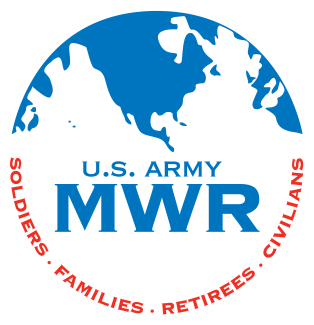 U.S. ARMY
MWR
SOLDIERS · FAMILIES · RETIREES · CIVILIANS